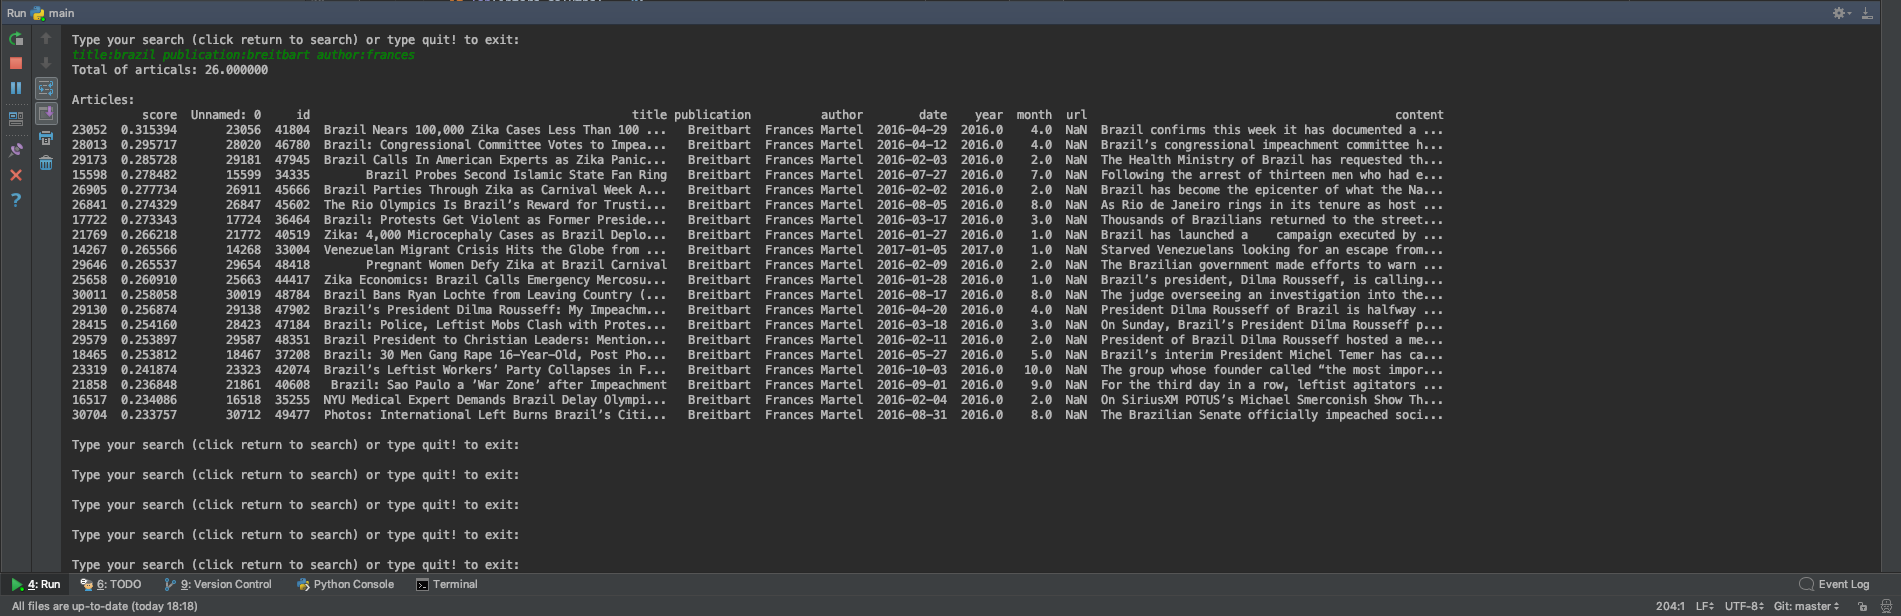 Run main
Type your search (click return to search) or type quit! to exit:
title:brazil publication:breitbart author:frances
Total of articals: 26.000000
Articles:
score Unnamed: 0 id title publication author date year month url content
23052 0.315394 23056 41804 Brazil Nears 100,000 Zika Cases Less Than 100 ... Breitbart Frances Martel 2016-04-29 2016.0 4.0 NaN Brazil confirms this week it has documented a ...
28013 0.295717 28020 46780 Brazil: Congressional Committee Votes to Impea... Breitbart Frances Martel 2016-04-12 2016.0 4.0 NaN Brazil’s congressional impeachment committee h...
29173 0.285728 29181 47945 Brazil Calls In American Experts as Zika Panic... Breitbart Frances Martel 2016-02-03 2016.0 2.0 NaN The Health Ministry of Brazil has requested th...
15598 0.278482 15599 34335 Brazil Probes Second Islamic State Fan Ring Breitbart Frances Martel 2016-07-27 2016.0 7.0 NaN Following the arrest of thirteen men who had e...
26905 0.277734 26911 45666 Brazil Parties Through Zika as Carnival Week A... Breitbart Frances Martel 2016-02-02 2016.0 2.0 NaN Brazil has become the epicenter of what the Na...
26841 0.274329 26847 45602 The Rio Olympics Is Brazil’s Reward for Trusti... Breitbart Frances Martel 2016-08-05 2016.0 8.0 NaN As Rio de Janeiro rings in its tenure as host ...
17722 0.273343 17724 36464 Brazil: Protests Get Violent as Former Preside... Breitbart Frances Martel 2016-03-17 2016.0 3.0 NaN Thousands of Brazilians returned to the street...
21769 0.266218 21772 40519 Zika: 4,000 Microcephaly Cases as Brazil Deplo... Breitbart Frances Martel 2016-01-27 2016.0 1.0 NaN Brazil has launched a campaign executed by ...
14267 0.265566 14268 33004 Venezuelan Migrant Crisis Hits the Globe from ... Breitbart Frances Martel 2017-01-05 2017.0 1.0 NaN Starved Venezuelans looking for an escape from...
29646 0.265537 29654 48418 Pregnant Women Defy Zika at Brazil Carnival Breitbart Frances Martel 2016-02-09 2016.0 2.0 NaN The Brazilian government made efforts to warn ...
25658 0.260910 25663 44417 Zika Economics: Brazil Calls Emergency Mercosu... Breitbart Frances Martel 2016-01-28 2016.0 1.0 NaN Brazil’s president, Dilma Rousseff, is calling...
30011 0.258058 30019 48784 Brazil Bans Ryan Lochte from Leaving Country (... Breitbart Frances Martel 2016-08-17 2016.0 8.0 NaN The judge overseeing an investigation into the...
29130 0.256874 29138 47902 Brazil’s President Dilma Rousseff: My Impeachm... Breitbart Frances Martel 2016-04-20 2016.0 4.0 NaN President Dilma Rousseff of Brazil is halfway ...
28415 0.254160 28423 47184 Brazil: Police, Leftist Mobs Clash with Protes... Breitbart Frances Martel 2016-03-18 2016.0 3.0 NaN On Sunday, Brazil’s President Dilma Rousseff p...
29579 0.253897 29587 48351 Brazil President to Christian Leaders: Mention... Breitbart Frances Martel 2016-02-11 2016.0 2.0 NaN President of Brazil Dilma Rousseff hosted a me...
18465 0.253812 18467 37208 Brazil: 30 Men Gang Rape 16-Year-Old, Post Pho... Breitbart Frances Martel 2016-05-27 2016.0 5.0 NaN Brazil’s interim President Michel Temer has ca...
23319 0.241874 23323 42074 Brazil’s Leftist Workers’ Party Collapses in F... Breitbart Frances Martel 2016-10-03 2016.0 10.0 NaN The group whose founder called “the most impor...
21858 0.236848 21861 40608 Brazil: Sao Paulo a ‘War Zone’ after Impeachment Breitbart Frances Martel 2016-09-01 2016.0 9.0 NaN For the third day in a row, leftist agitators ...
16517 0.234086 16518 35255 NYU Medical Expert Demands Brazil Delay Olympi... Breitbart Frances Martel 2016-02-04 2016.0 2.0 NaN On SiriusXM POTUS’s Michael Smerconish Show Th...
30704 0.233757 30712 49477 Photos: International Left Burns Brazil’s Citi... Breitbart Frances Martel 2016-08-31 2016.0 8.0 NaN The Brazilian Senate officially impeached soci...
Type your search (click return to search) or type quit! to exit:
Type your search (click return to search) or type quit! to exit:
Type your search (click return to search) or type quit! to exit:
Type your search (click return to search) or type quit! to exit:
Type your search (click return to search) or type quit! to exit:
4: Run 6: TODO 9: Version Control Python Console Terminal Event Log
All files are up-to-date (today 18:18) 204:1 LF UTF-8 Git: master